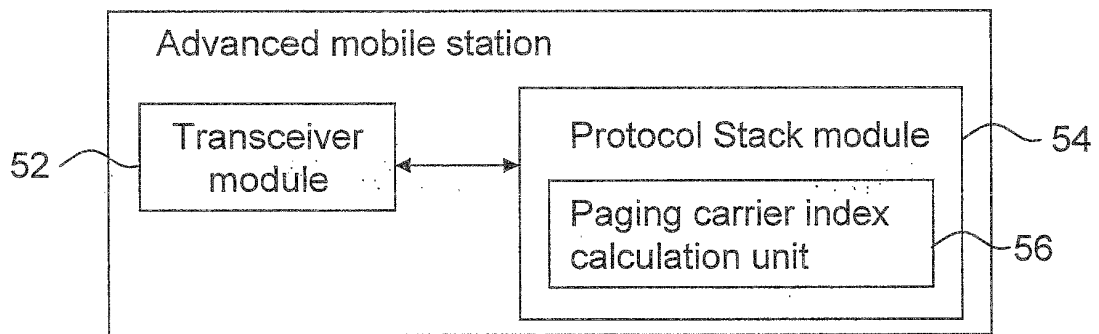 Advanced mobile station
Transceiver
module
52
Protocol Stack module
54
Paging carrier index
calculation unit
56